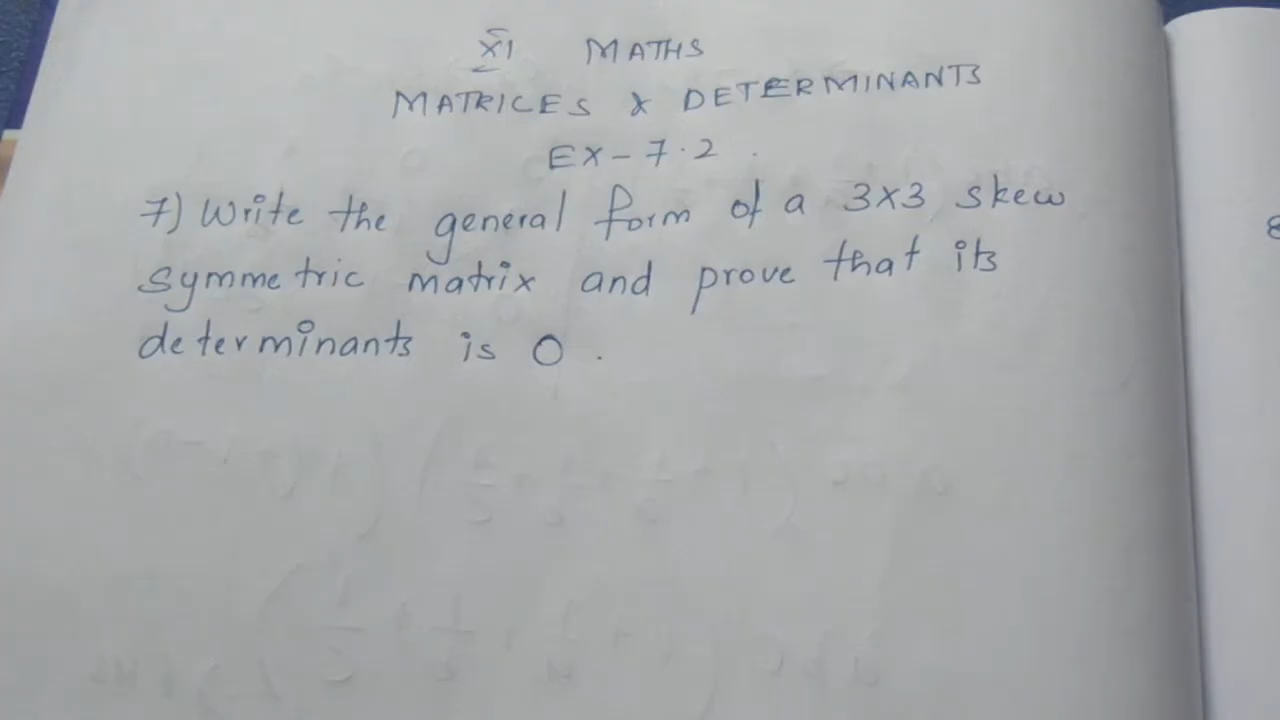 XI MATHS
MATRICES & DETERMINANTS
EX-7.2.
7) Write the general form of a 3x3 skew
symmetric matrix and prove that its
determinants is 0.